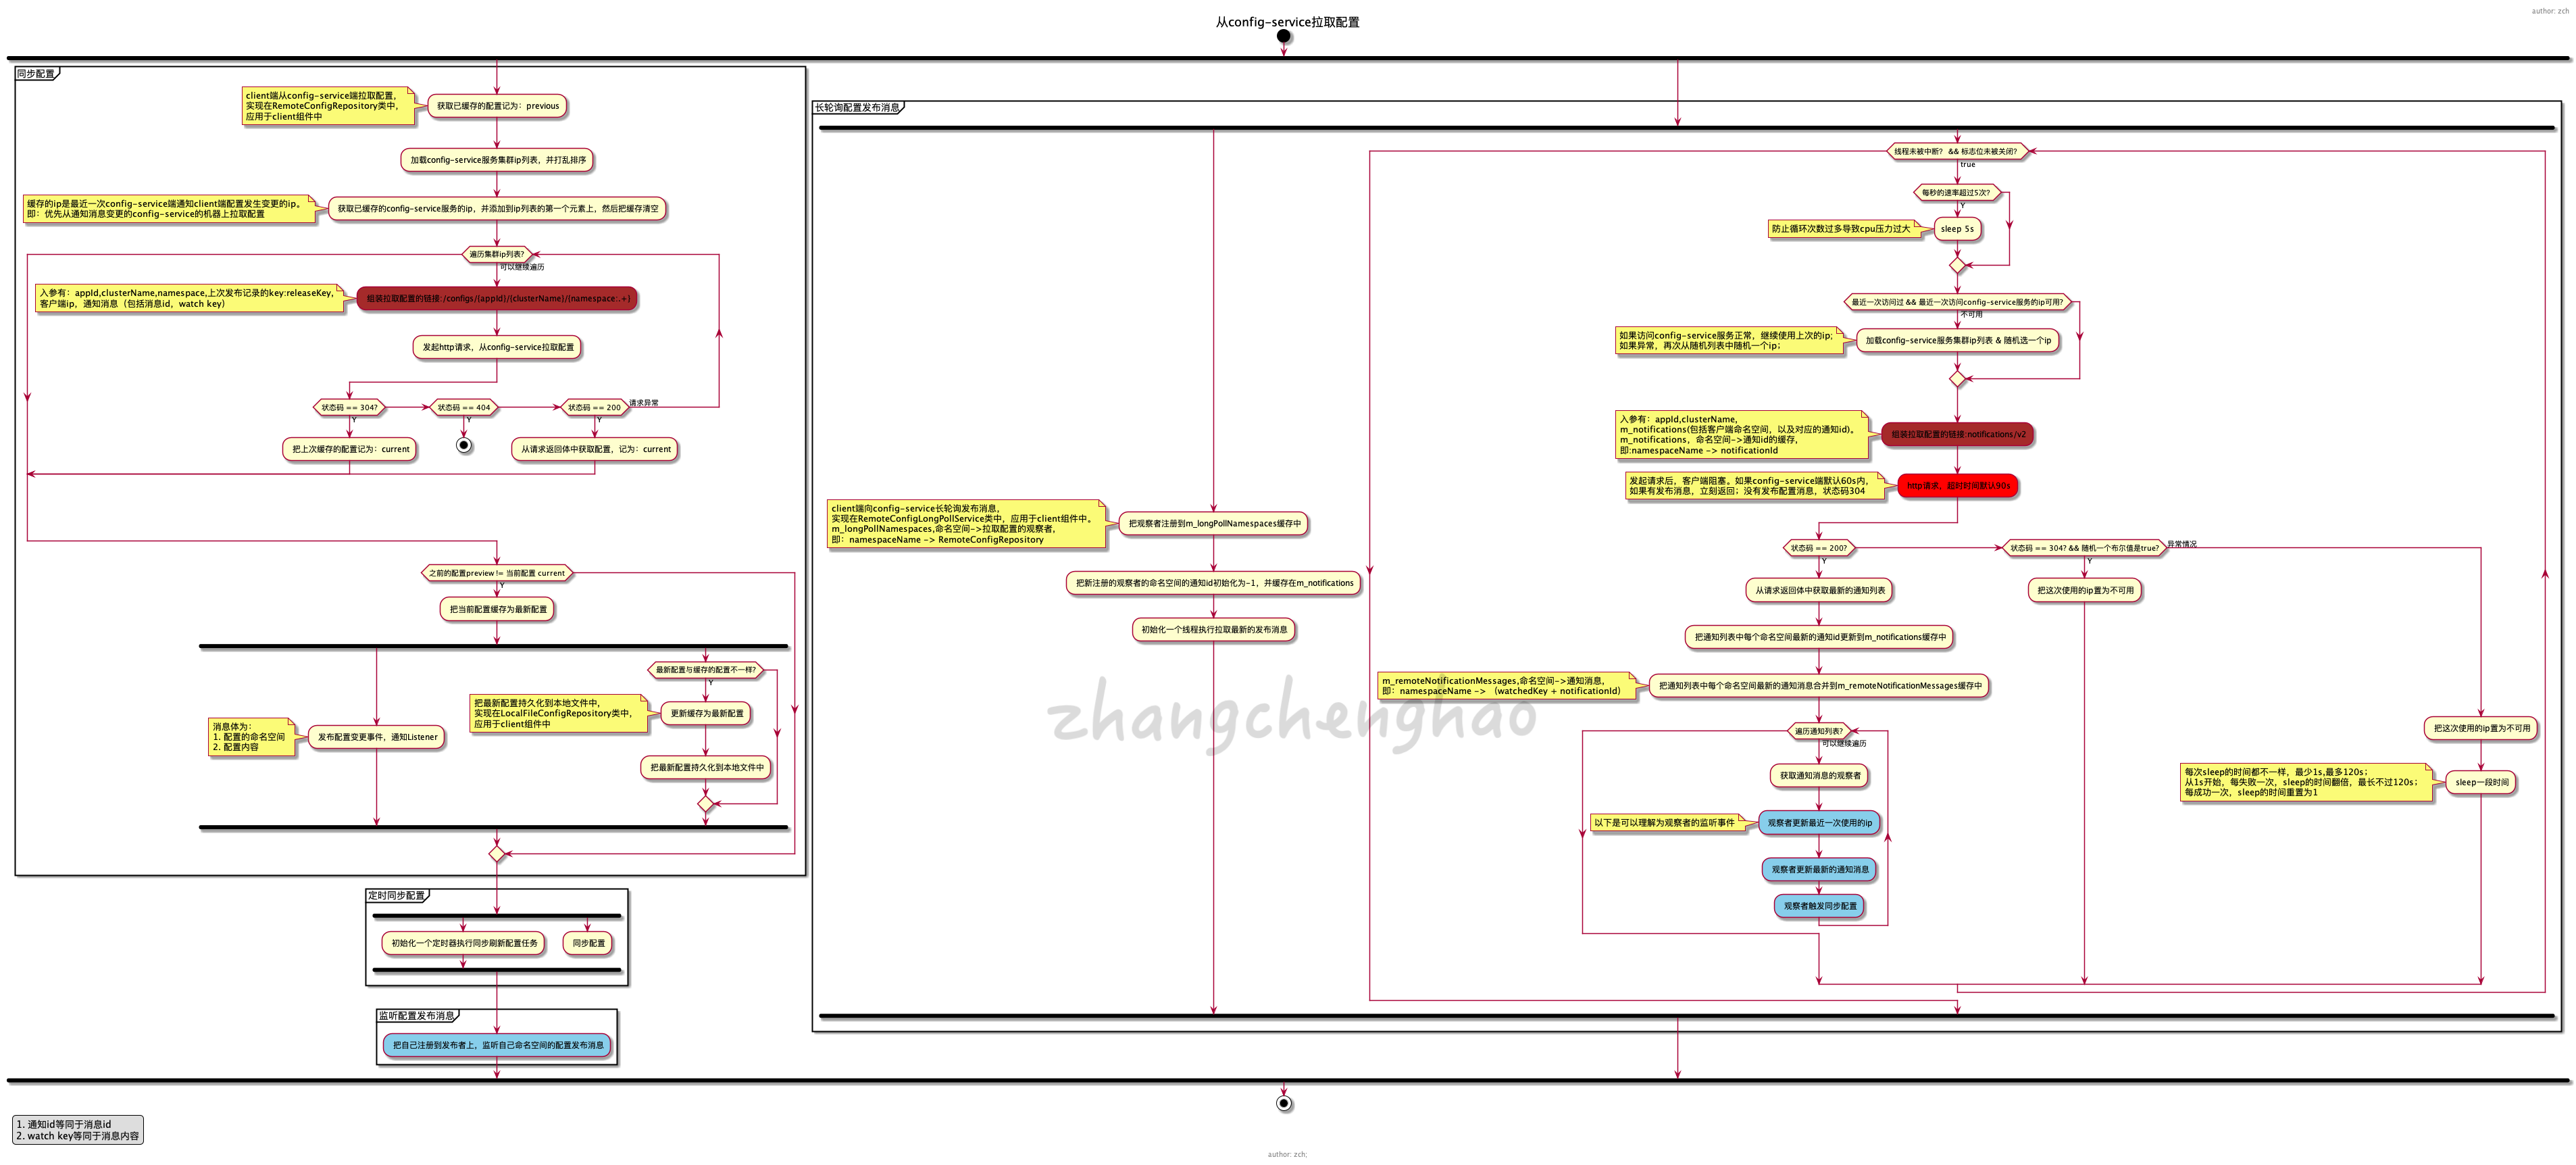 author: zch
从config-service拉取配置
同步配置
client端从config-service端拉取配置，
实现在RemoteConfigRepository类中，
应用于client组件中
获取已缓存的配置记为：previous
加载config-service服务集群ip列表，并打乱排序
缓存的ip是最近一次config-service端通知client端配置发生变更的ip。
即：优先从通知消息变更的config-service的机器上拉取配置
获取已缓存的config-service服务的ip，并添加到ip列表的第一个元素上，然后把缓存清空
遍历集群ip列表?
可以继续遍历
入参有：appId,clusterName,namespace,上次发布记录的key:releaseKey,
客户端ip，通知消息（包括消息id，watch key）
组装拉取配置的链接:/configs/{appId}/{clusterName}/{namespace:.+}
发起http请求，从config-service拉取配置
状态码 == 304?
Y
把上次缓存的配置记为：current
状态码 == 404
Y
状态码 == 200
Y
请求异常
从请求返回体中获取配置，记为：current
之前的配置preview != 当前配置 current
Y
把当前配置缓存为最新配置
消息体为：
1. 配置的命名空间
2. 配置内容
发布配置变更事件，通知Listener
最新配置与缓存的配置不一样?
Y
把最新配置持久化到本地文件中，
实现在LocalFileConfigRepository类中，
应用于client组件中
更新缓存为最新配置
把最新配置持久化到本地文件中
定时同步配置
初始化一个定时器执行同步刷新配置任务
同步配置
监听配置发布消息
把自己注册到发布者上，监听自己命名空间的配置发布消息
长轮询配置发布消息
client端向config-service长轮询发布消息，
实现在RemoteConfigLongPollService类中，应用于client组件中。
m_longPollNamespaces,命名空间->拉取配置的观察者，
即：namespaceName -> RemoteConfigRepository
把观察者注册到m_longPollNamespaces缓存中
把新注册的观察者的命名空间的通知id初始化为-1，并缓存在m_notifications
初始化一个线程执行拉取最新的发布消息
线程未被中断？ && 标志位未被关闭？
true
每秒的速率超过5次?
Y
防止循环次数过多导致cpu压力过大
sleep 5s
最近一次访问过 && 最近一次访问config-service服务的ip可用?
不可用
如果访问config-service服务正常，继续使用上次的ip;
如果异常，再次从随机列表中随机一个ip;
加载config-service服务集群ip列表 & 随机选一个ip
入参有：appId,clusterName,
m_notifications(包括客户端命名空间，以及对应的通知id)。
m_notifications，命名空间->通知id的缓存，
即:namespaceName -> notificationId
组装拉取配置的链接:notifications/v2
发起请求后，客户端阻塞。如果config-service端默认60s内，
如果有发布消息，立刻返回；没有发布配置消息，状态码304
http请求，超时时间默认90s
状态码 == 200?
Y
从请求返回体中获取最新的通知列表
把通知列表中每个命名空间最新的通知id更新到m_notifications缓存中
m_remoteNotificationMessages,命名空间->通知消息，
即：namespaceName -> （watchedKey + notificationId）
把通知列表中每个命名空间最新的通知消息合并到m_remoteNotificationMessages缓存中
遍历通知列表?
可以继续遍历
获取通知消息的观察者
以下是可以理解为观察者的监听事件
观察者更新最近一次使用的ip
观察者更新最新的通知消息
观察者触发同步配置
状态码 == 304? && 随机一个布尔值是true?
Y
把这次使用的ip置为不可用
异常情况
把这次使用的ip置为不可用
每次sleep的时间都不一样，最少1s,最多120s；
从1s开始，每失败一次，sleep的时间翻倍，最长不过120s；
每成功一次，sleep的时间重置为1
sleep一段时间
zhangchenghao
1. 通知id等同于消息id
2. watch key等同于消息内容
author: zch;